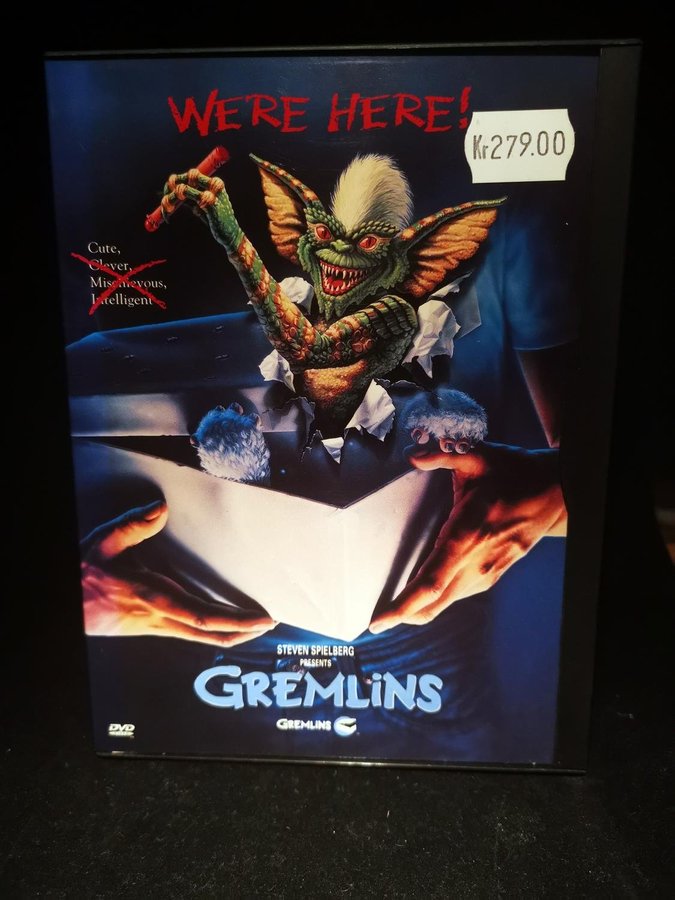 WE'RE HERE!
Kr279.00
Cute,
Clever,
Mischievous,
Intelligent
STEVEN SPIELBERG
PRESENTS
GREMLiNS
GREMLiNS
DVD